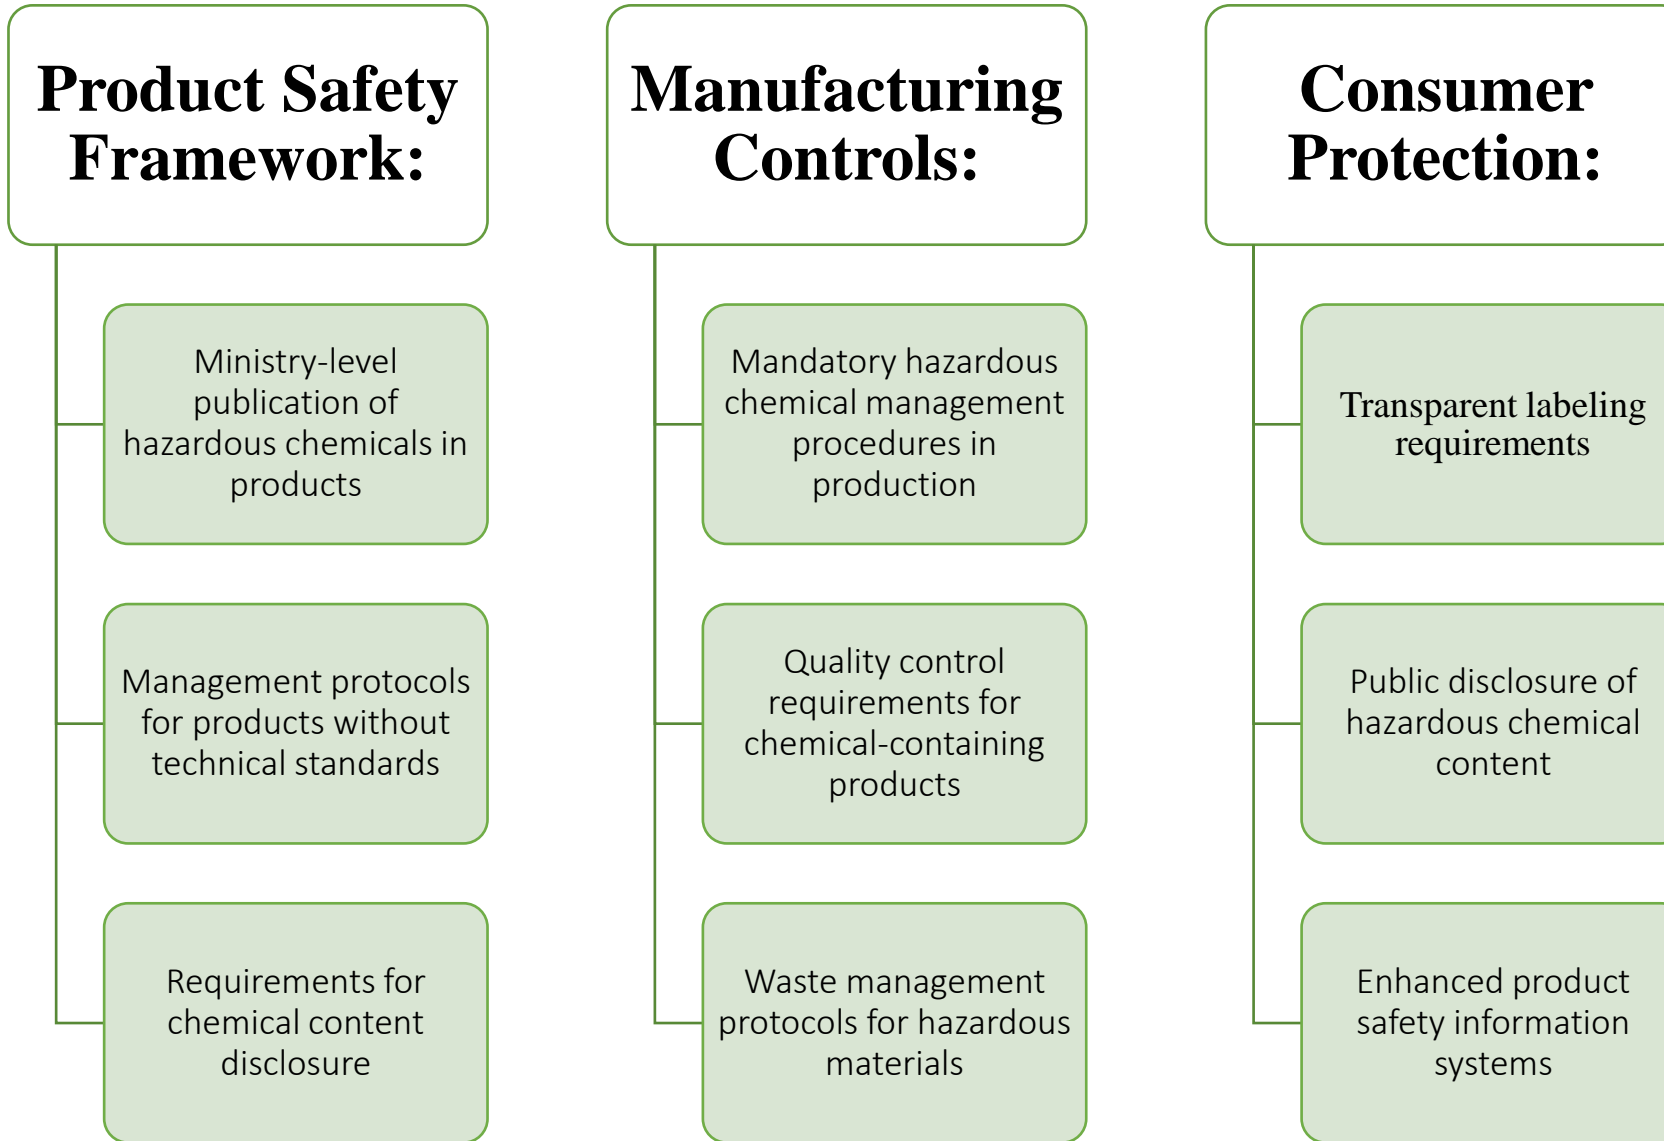 Product Safety
Framework:
Ministry-level
publication of
hazardous chemicals in
products
Management protocols
for products without
technical standards
Requirements for
chemical content
disclosure
Manufacturing
Controls:
Mandatory hazardous
chemical management
procedures in
production
Quality control
requirements for
chemical-containing
products
Waste management
protocols for hazardous
materials
Consumer
Protection:
Transparent labeling
requirements
Public disclosure of
hazardous chemical
content
Enhanced product
safety information
systems